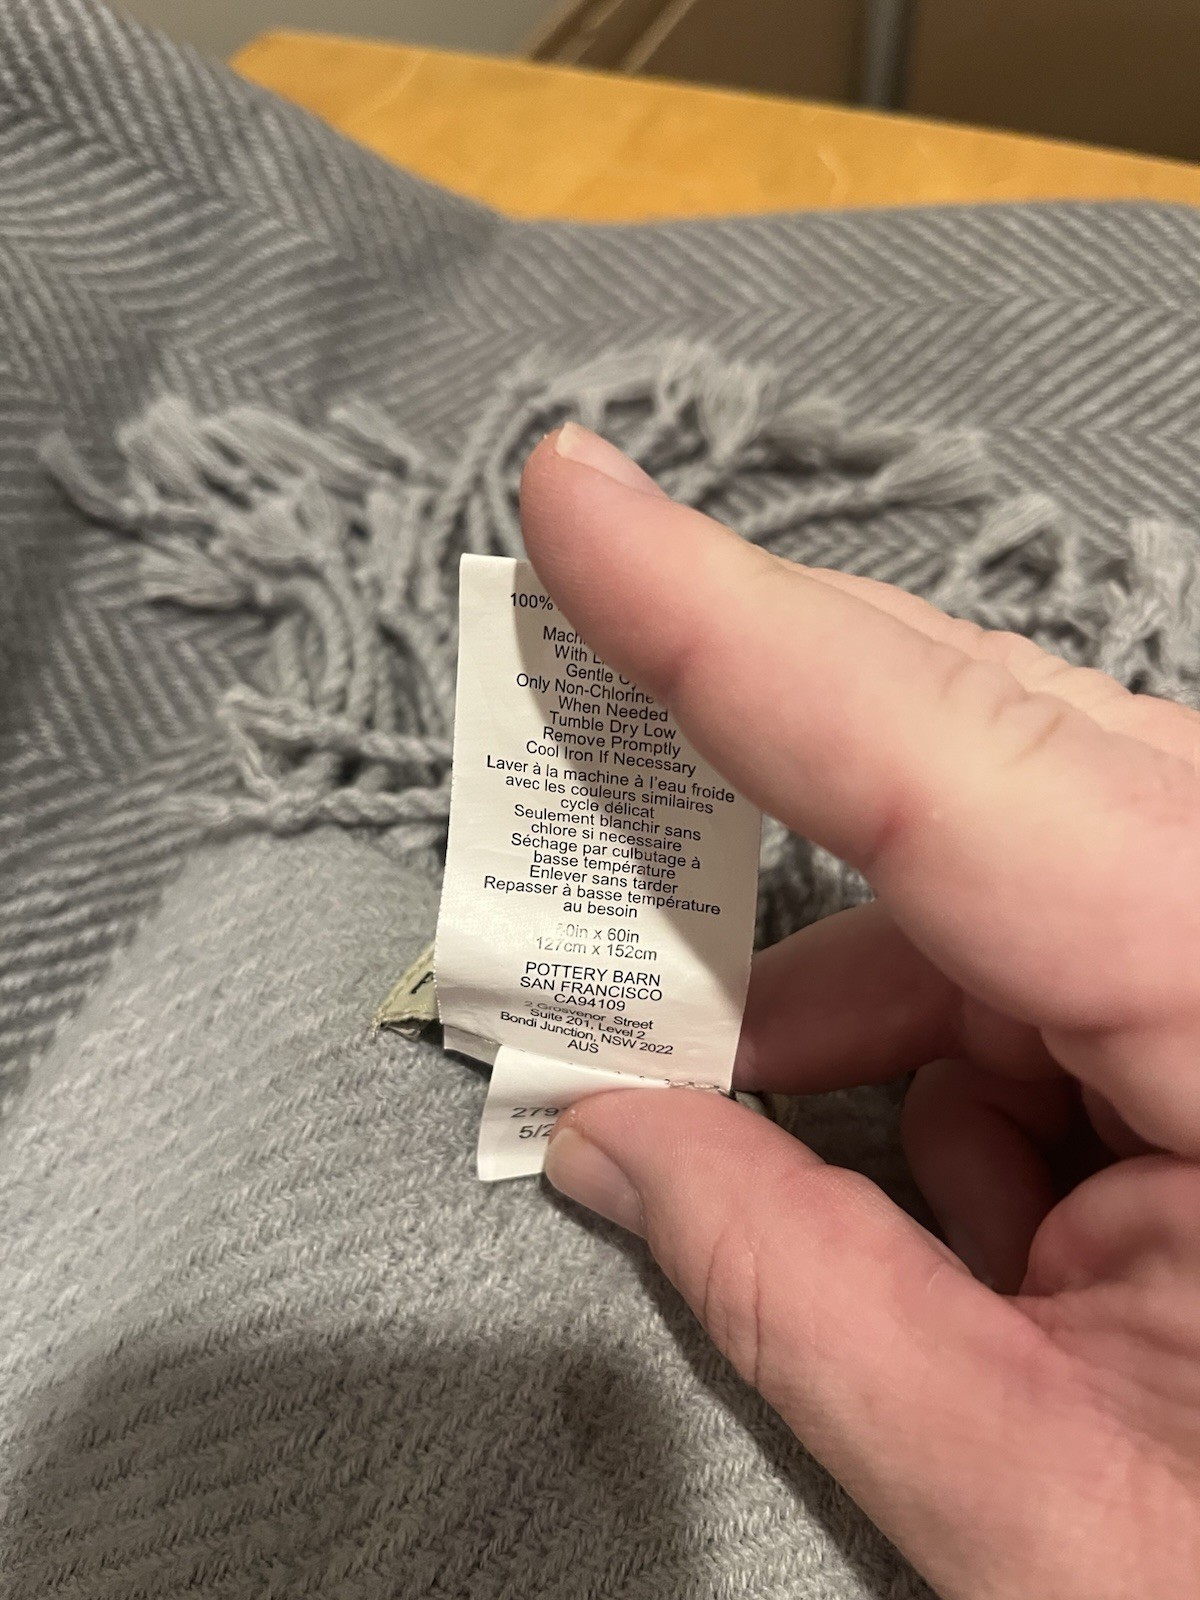 100%
With
Gentle
Only Non-Chlorine
When Needed
Tumble Dry Low
Remove Promptly
Cool Iron If Necessary
Laver à la machine à l'eau froide
avec les couleurs similaires
cycle délicat
Seulement blanchir sans
chlore si necessaire
Séchage par culbutage à
basse température
Enlever sans tarder
Repasser à basse température
au besoin
x 60in
127cm x 152cm
POTTERY BARN
SAN FRANCISCO
CA94109
2 Grosvenor Street
Suite 201, Level 2
Bondi Junction, NSW 2022
AUS